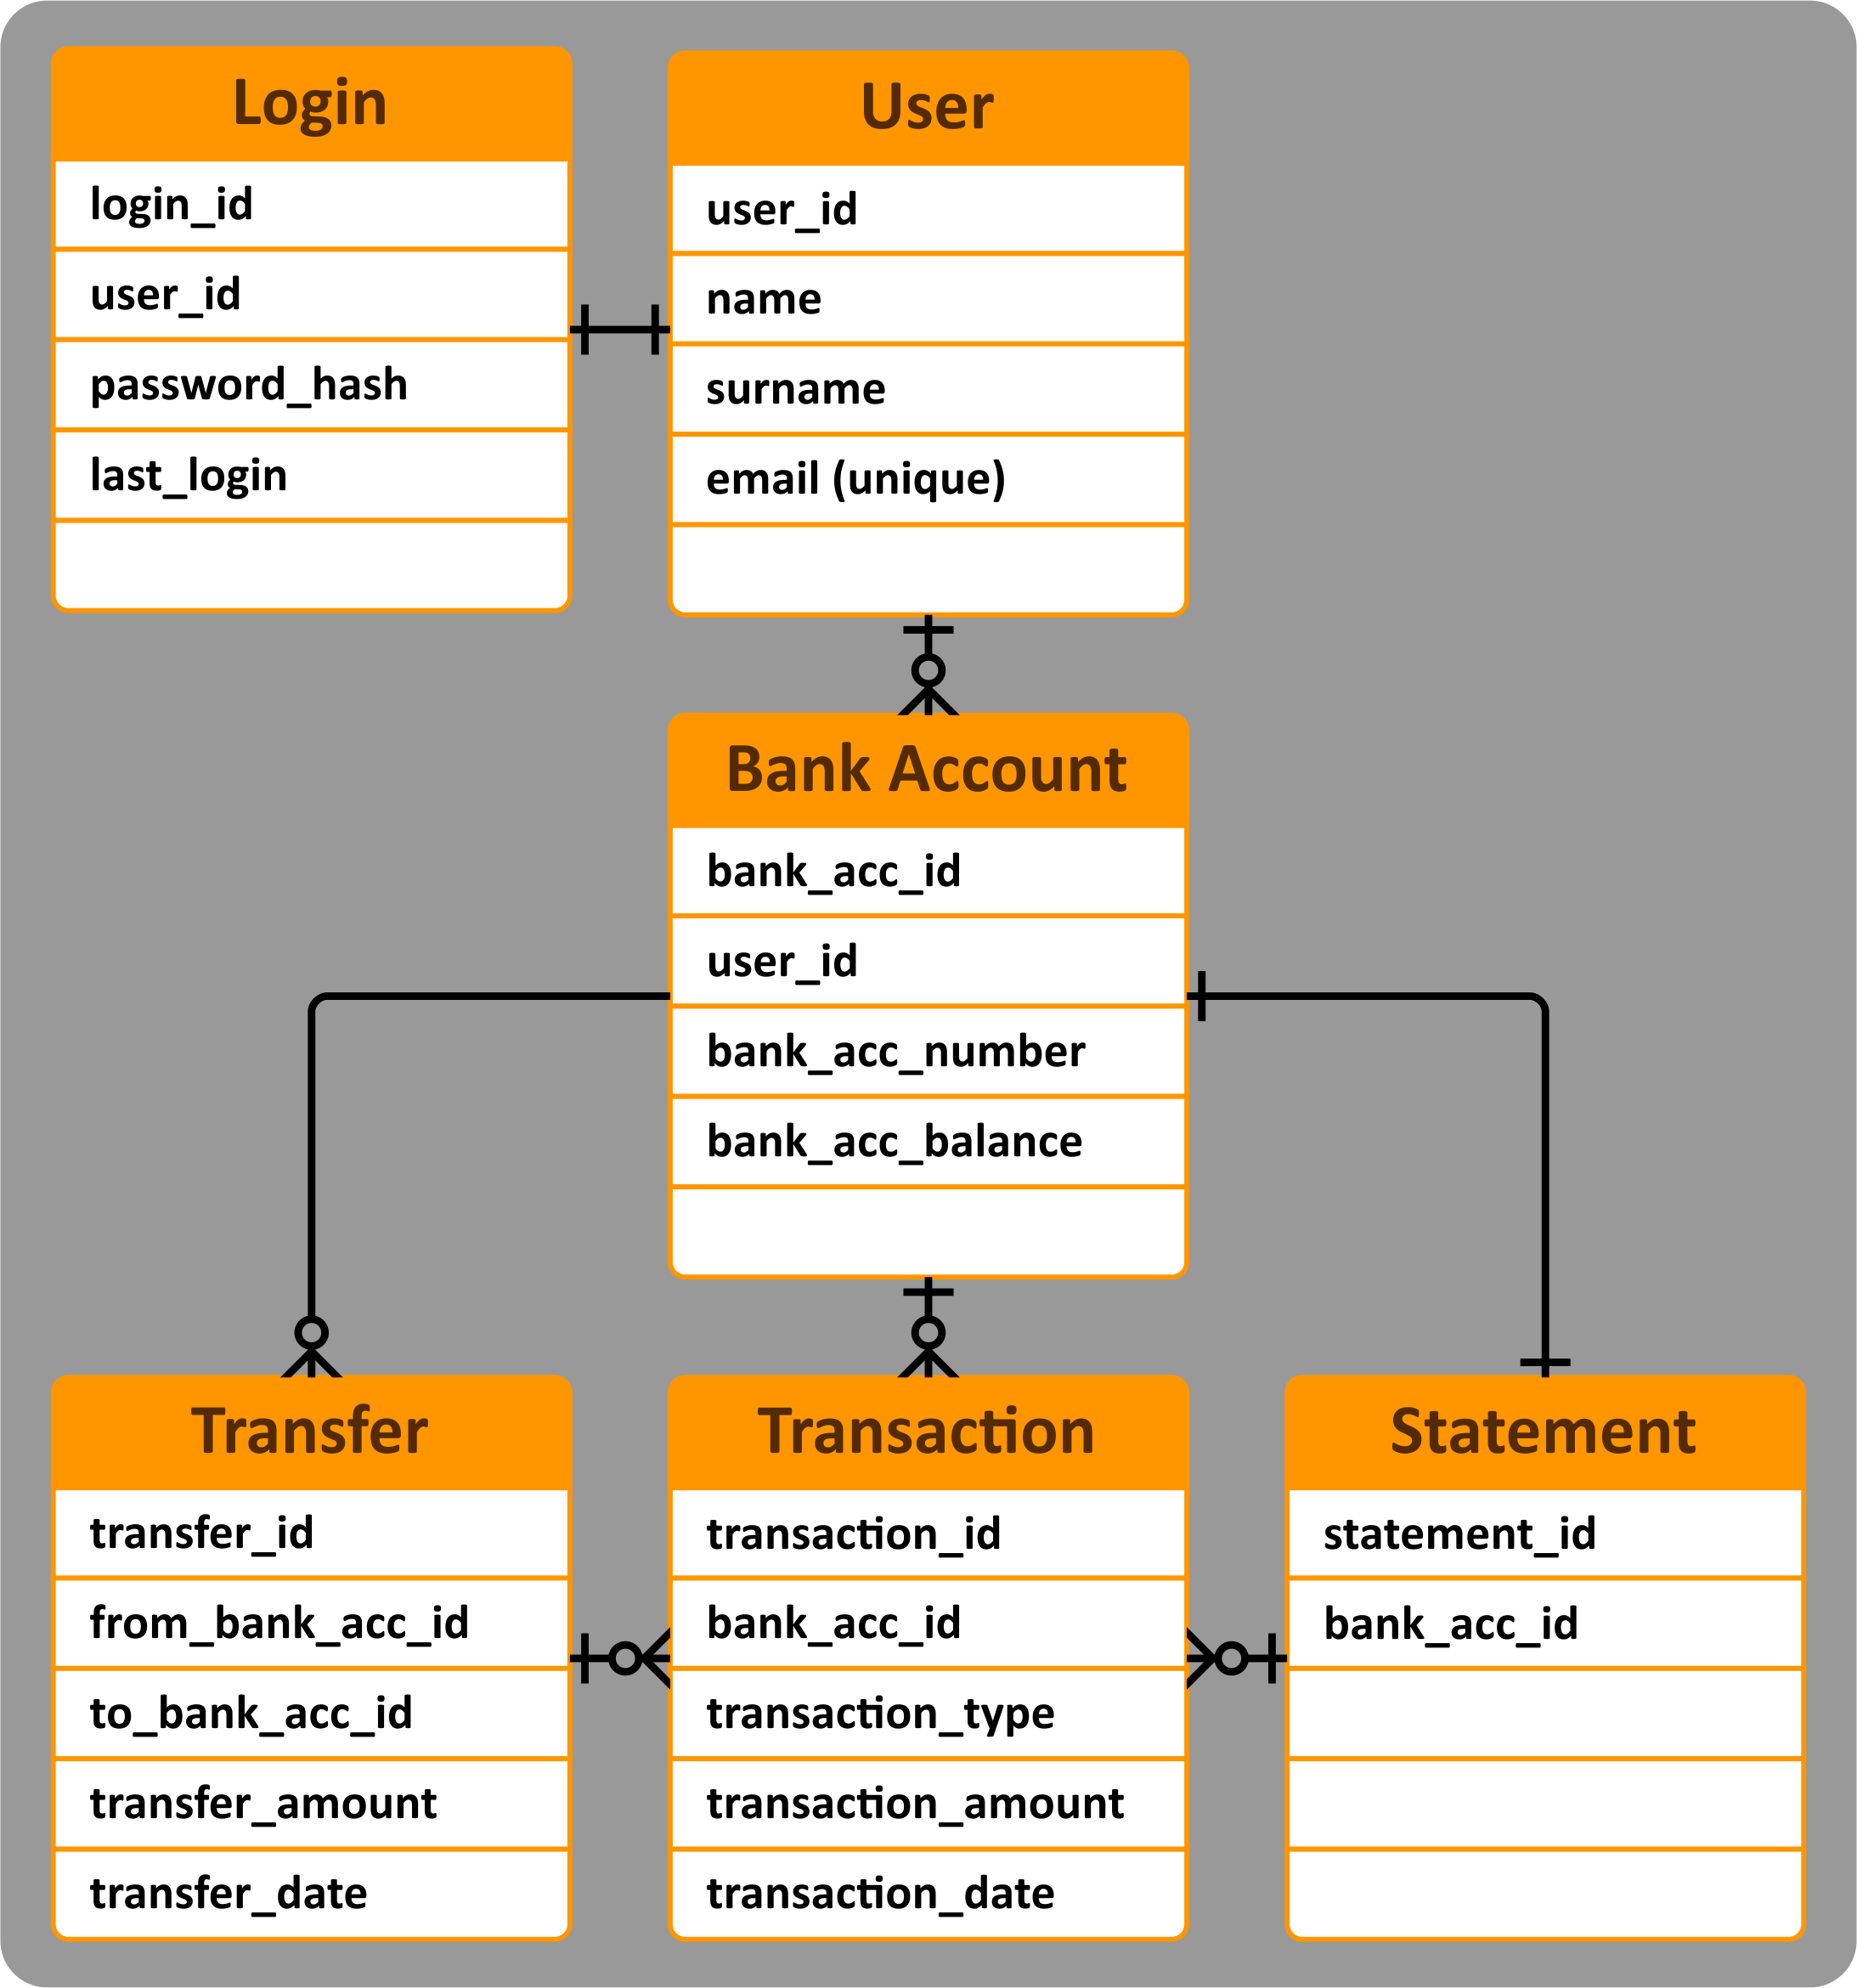 Login
login_id
user_id
password_hash
last_login
User
user_id
name
surname
email (unique)
Bank Account
bank_acc_id
user_id
bank_acc_number
bank_acc_balance
Transfer
transfer_id
from_bank_acc_id
to_bank_acc_id
transfer_amount
transfer_date
Transaction
transaction_id
bank_acc_id
transaction_type
transaction_amount
transaction_date
Statement
statement_id
bank_acc_id